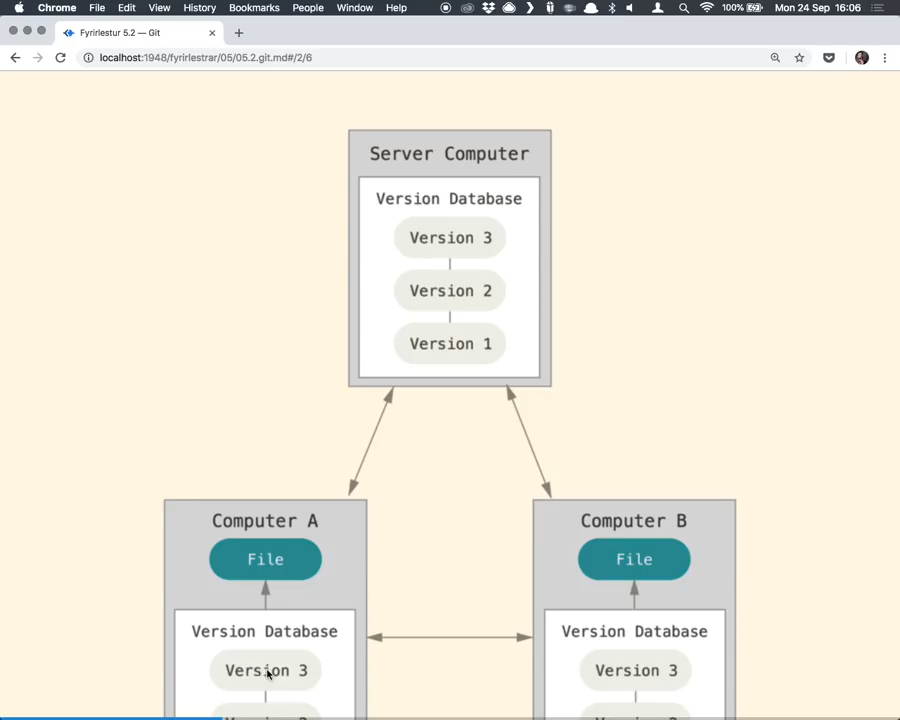 Chrome File Edit View History Bookmarks People Window Help 100% Mon 24 Sep 16:06
Fyrirlestur 5.2 — Git
localhost:1948/fyrirlestrar/05/05.2.git.md#/2/6
Server Computer
Version Database
Version 3
Version 2
Version 1
Computer A
File
Version Database
Version 3
Computer B
File
Version Database
Version 3